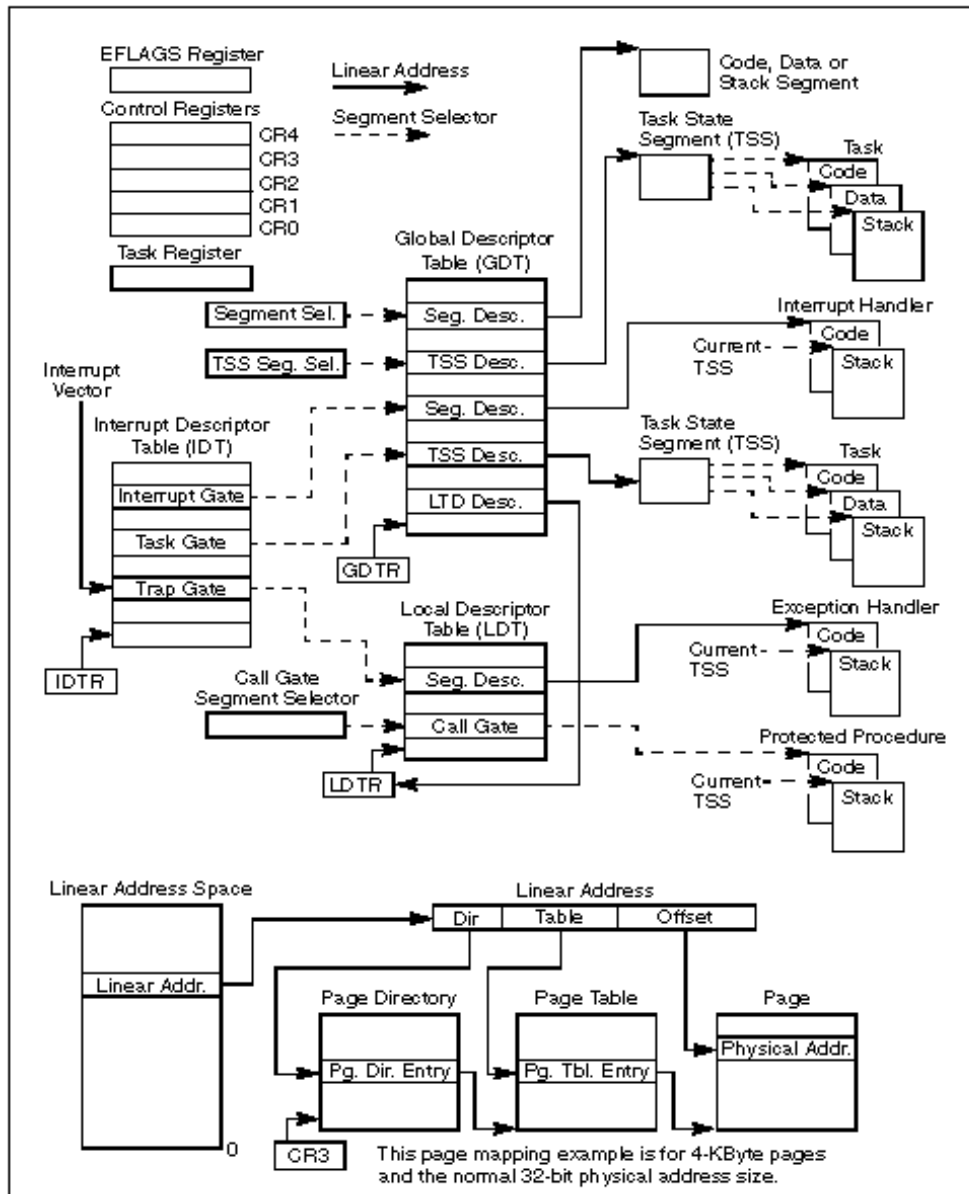 EFLAGS Register
Control Registers
CR4
CR3
CR2
CR1
CR0
Task Register
Linear Address
Segment Selector
Code, Data or
Stack Segment
Task State
Segment (TSS)
Task
Code
Data
Stack
Global Descriptor
Table (GDT)
Segment Sel.
Seg. Desc.
TSS Seg. Sel.
TSS Desc.
Seg. Desc.
TSS Desc.
LTD Desc.
GDTR
Interrupt Handler
Code
Current
TSS
Stack
Interrupt
Vector
Interrupt Descriptor
Table (IDT)
Interrupt Gate
Task Gate
Trap Gate
IDTR
Task State
Segment (TSS)
Task
Code
Data
Stack
Local Descriptor
Table (LDT)
Seg. Desc.
Call Gate
Call Gate
Segment Selector
LDTR
Exception Handler
Code
Current
TSS
Stack
Protected Procedure
Code
Current
TSS
Stack
Linear Address Space
Linear Addr.
0
Linear Address
Dir
Table
Offset
Page Directory
Pg. Dir. Entry
Page Table
Pg. Tbl. Entry
Page
Physical Addr.
CR3
This page mapping example is for 4-KByte pages
and the normal 32-bit physical address size.